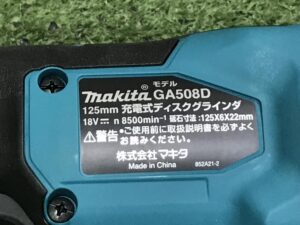 モデル
makita® GA508D
125mm 充電式ディスクグラインダ
18V⎓ n 8500min⁻¹ 砥石寸法:125X6X22mm
⚠警告 •ご使用前に取扱説明書を必ずよく
お読みください。
株式会社マキタ
Made in China 852A21-2